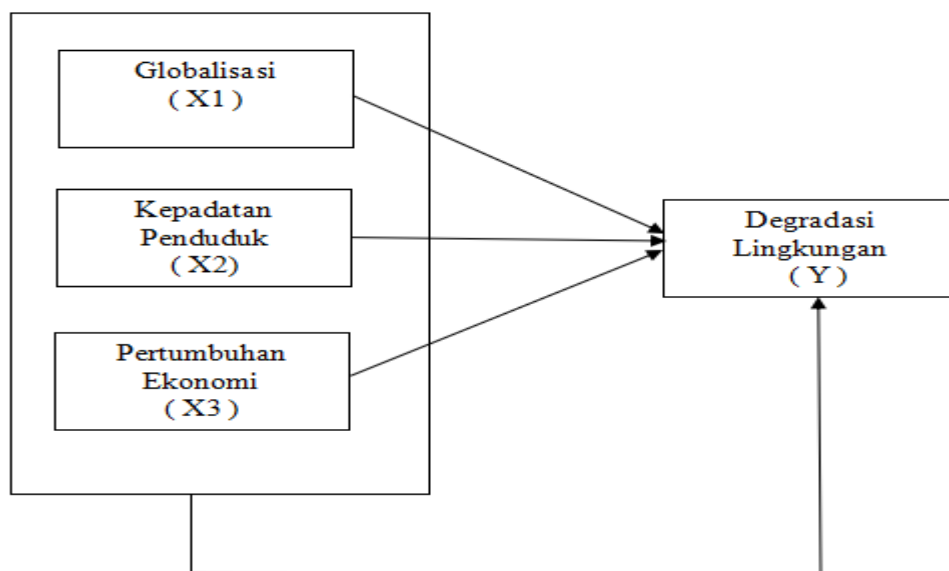 Globalisasi
( X1 )
Kepadatan
Penduduk
( X2)
Pertumbuhan
Ekonomi
( X3 )
Degradasi
Lingkungan
( Y )